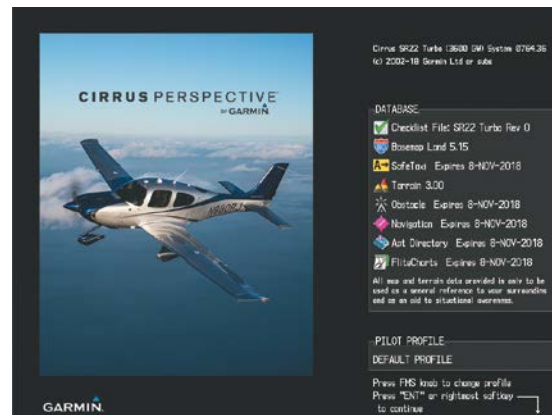 CIRRUS PERSPECTIVE
BY GARMIN
GARMIN
Cirrus SR22 Turbo (3600 GW) System 0764.36
(c) 2002-18 Garmin Ltd or subs
DATABASE
Checklist File: SR22 Turbo Rev 0
Basemap Land 5.15
A→ SafeTaxi Expires 8-NOV-2018
Terrain 3.00
Obstacle Expires 8-NOV-2018
Navigation Expires 8-NOV-2018
Apt Directory Expires 8-NOV-2018
FliteCharts Expires 8-NOV-2018
All map and terrain data provided is only to be
used as a general reference to your surroundings
and as an aid to situational awareness.
PILOT PROFILE
DEFAULT PROFILE
Press FMS knob to change profile
Press "ENT" or rightmost softkey
to continue